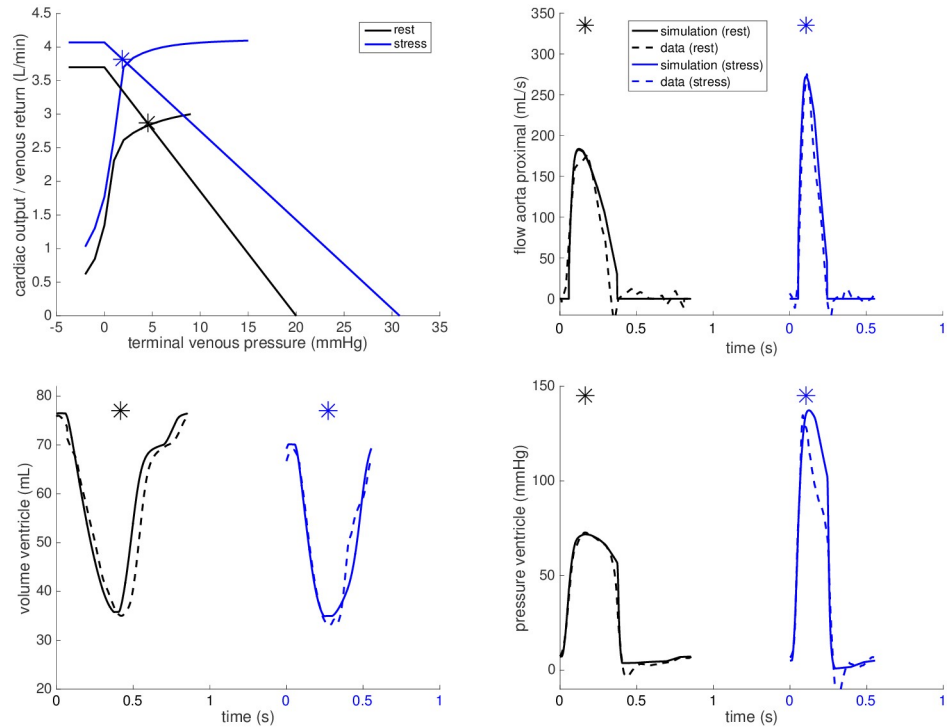 4.5
4
3.5
3
2.5
2
1.5
1
0.5
0
cardiac output / venous return (L/min)
-5 0 5 10 15 20 25 30 35
terminal venous pressure (mmHg)
rest
stress
350
300
250
200
150
100
50
0
flow aorta proximal (mL/s)
0 0.5 1 0 0.5 1
time (s)
simulation (rest)
data (rest)
simulation (stress)
data (stress)
80
70
60
50
40
30
20
volume ventricle (mL)
0 0.5 1 0 0.5 1
time (s)
150
100
50
0
pressure ventricle (mmHg)
0 0.5 1 0 0.5 1
time (s)